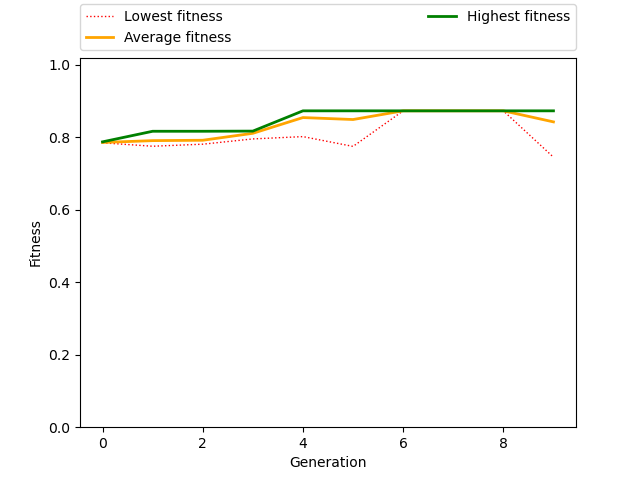 Lowest fitness
Average fitness
Highest fitness
1.0
0.8
0.6
0.4
0.2
0.0
Fitness
0 2 4 6 8
Generation